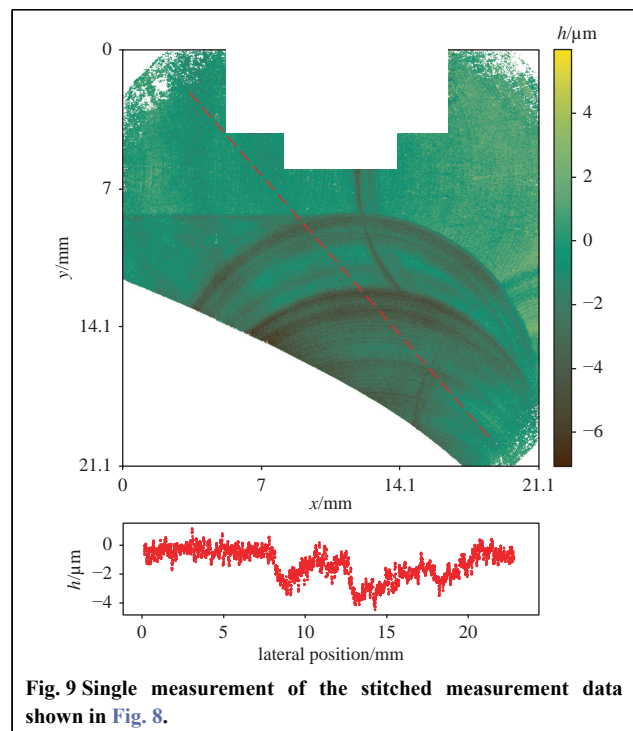 h/µm
0
7
14.1
21.1
y/mm
0 7 14.1 21.1
x/mm
4
2
0
−2
−4
−6
h/µm
0
−2
−4
0 5 10 15 20
lateral position/mm
Fig. 9 Single measurement of the stitched measurement data
shown in Fig. 8.